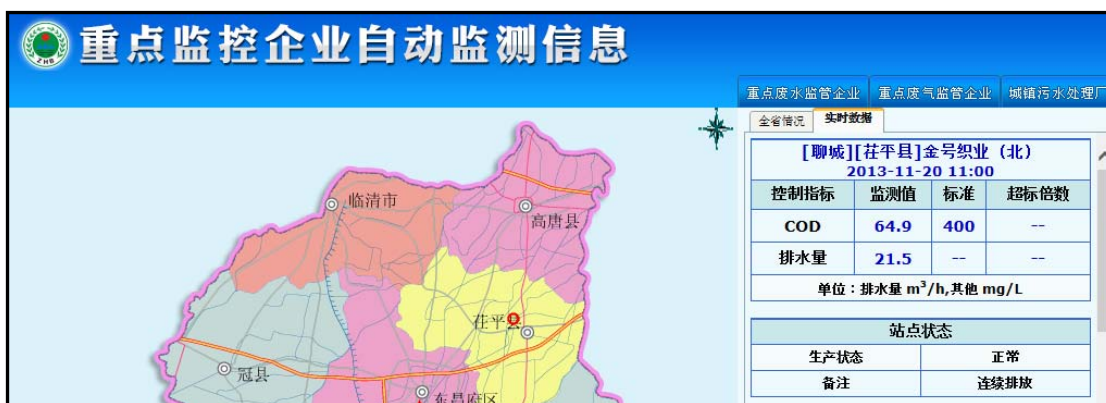 ZHB
重点监控企业自动监测信息
重点废水监管企业 重点废气监管企业 城镇污水处理厂
全省情况 实时数据
[聊城][茌平县]金号织业（北）
2013-11-20 11:00
控制指标 监测值 标准 超标倍数
COD 64.9 400 --
排水量 21.5 -- --
单位：排水量 m³/h,其他 mg/L
站点状态
生产状态 正常
备注 连续排放
临清市
高唐县
茌平县
冠县
东昌府区